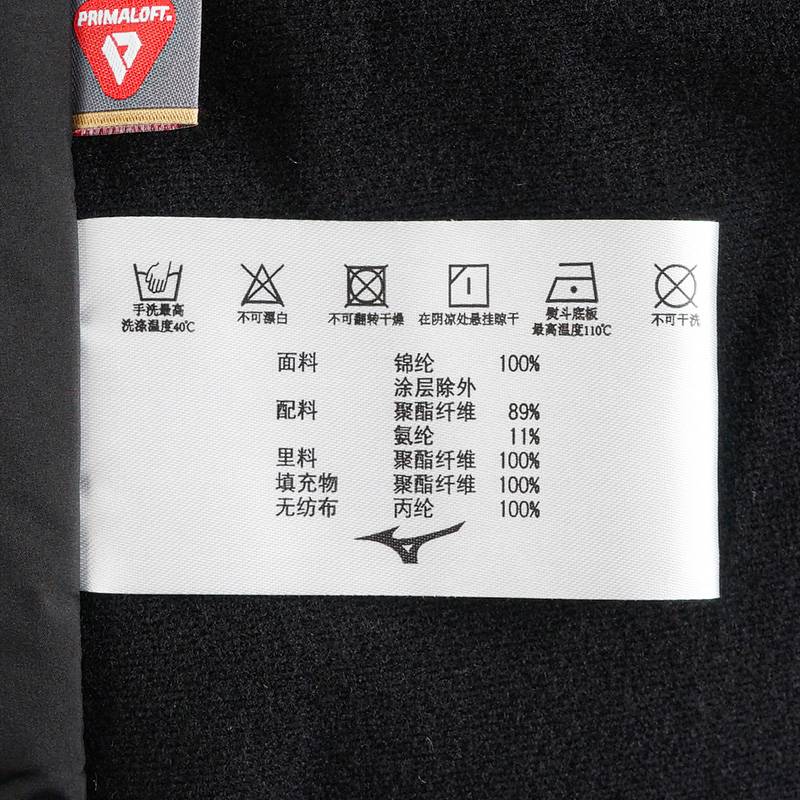 PRIMALOFT.
手洗最高
洗涤温度40℃
不可漂白
不可翻转干燥
在阴凉处悬挂晾干
熨斗底板
最高温度110℃
不可干洗
面料 锦纶 100%
涂层除外
配料 聚酯纤维 89%
氨纶 11%
里料 聚酯纤维 100%
填充物 聚酯纤维 100%
无纺布 丙纶 100%